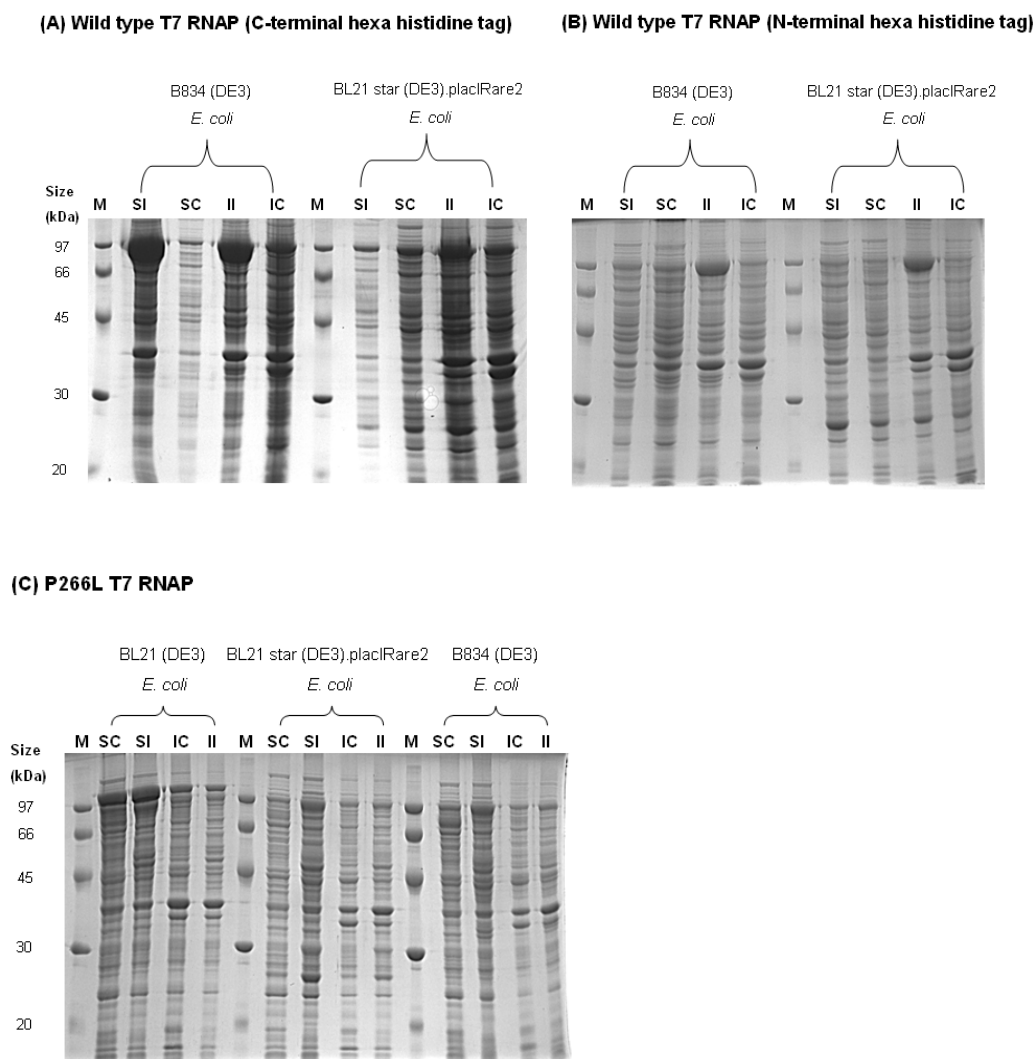 (A) Wild type T7 RNAP (C-terminal hexa histidine tag)
B834 (DE3) BL21 star (DE3).placIRare2
E. coli E. coli
Size
(kDa)
M SI SC II IC M SI SC II IC
97
66
45
30
20
(B) Wild type T7 RNAP (N-terminal hexa histidine tag)
B834 (DE3) BL21 star (DE3).placIRare2
E. coli E. coli
M SI SC II IC M SI SC II IC
(C) P266L T7 RNAP
BL21 (DE3) BL21 star (DE3).placIRare2 B834 (DE3)
E. coli E. coli E. coli
Size
(kDa)
M SC SI IC II M SC SI IC II M SC SI IC II
97
66
45
30
20